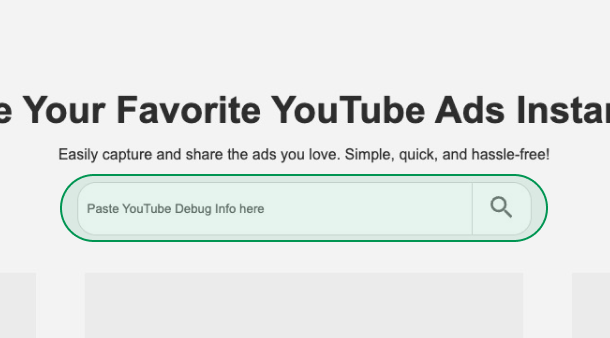 e Your Favorite YouTube Ads Instan
Easily capture and share the ads you love. Simple, quick, and hassle-free!
Paste YouTube Debug Info here